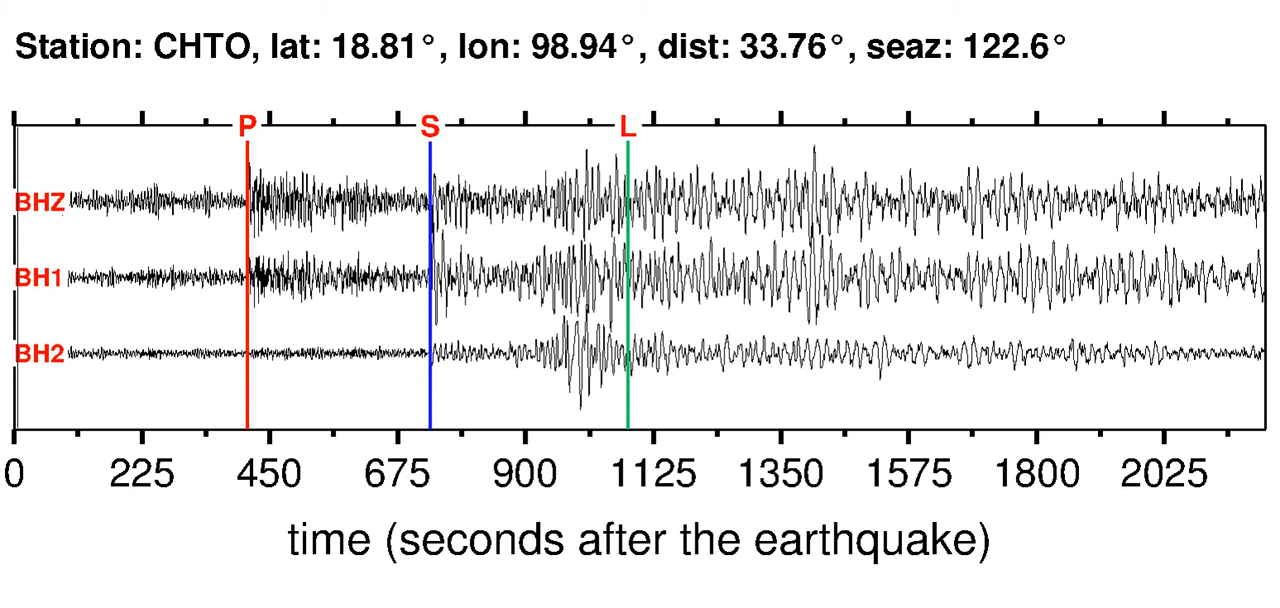 Station: CHTO, lat: 18.81°, lon: 98.94°, dist: 33.76°, seaz: 122.6°
P S L
BHZ
BH1
BH2
0 225 450 675 900 1125 1350 1575 1800 2025
time (seconds after the earthquake)